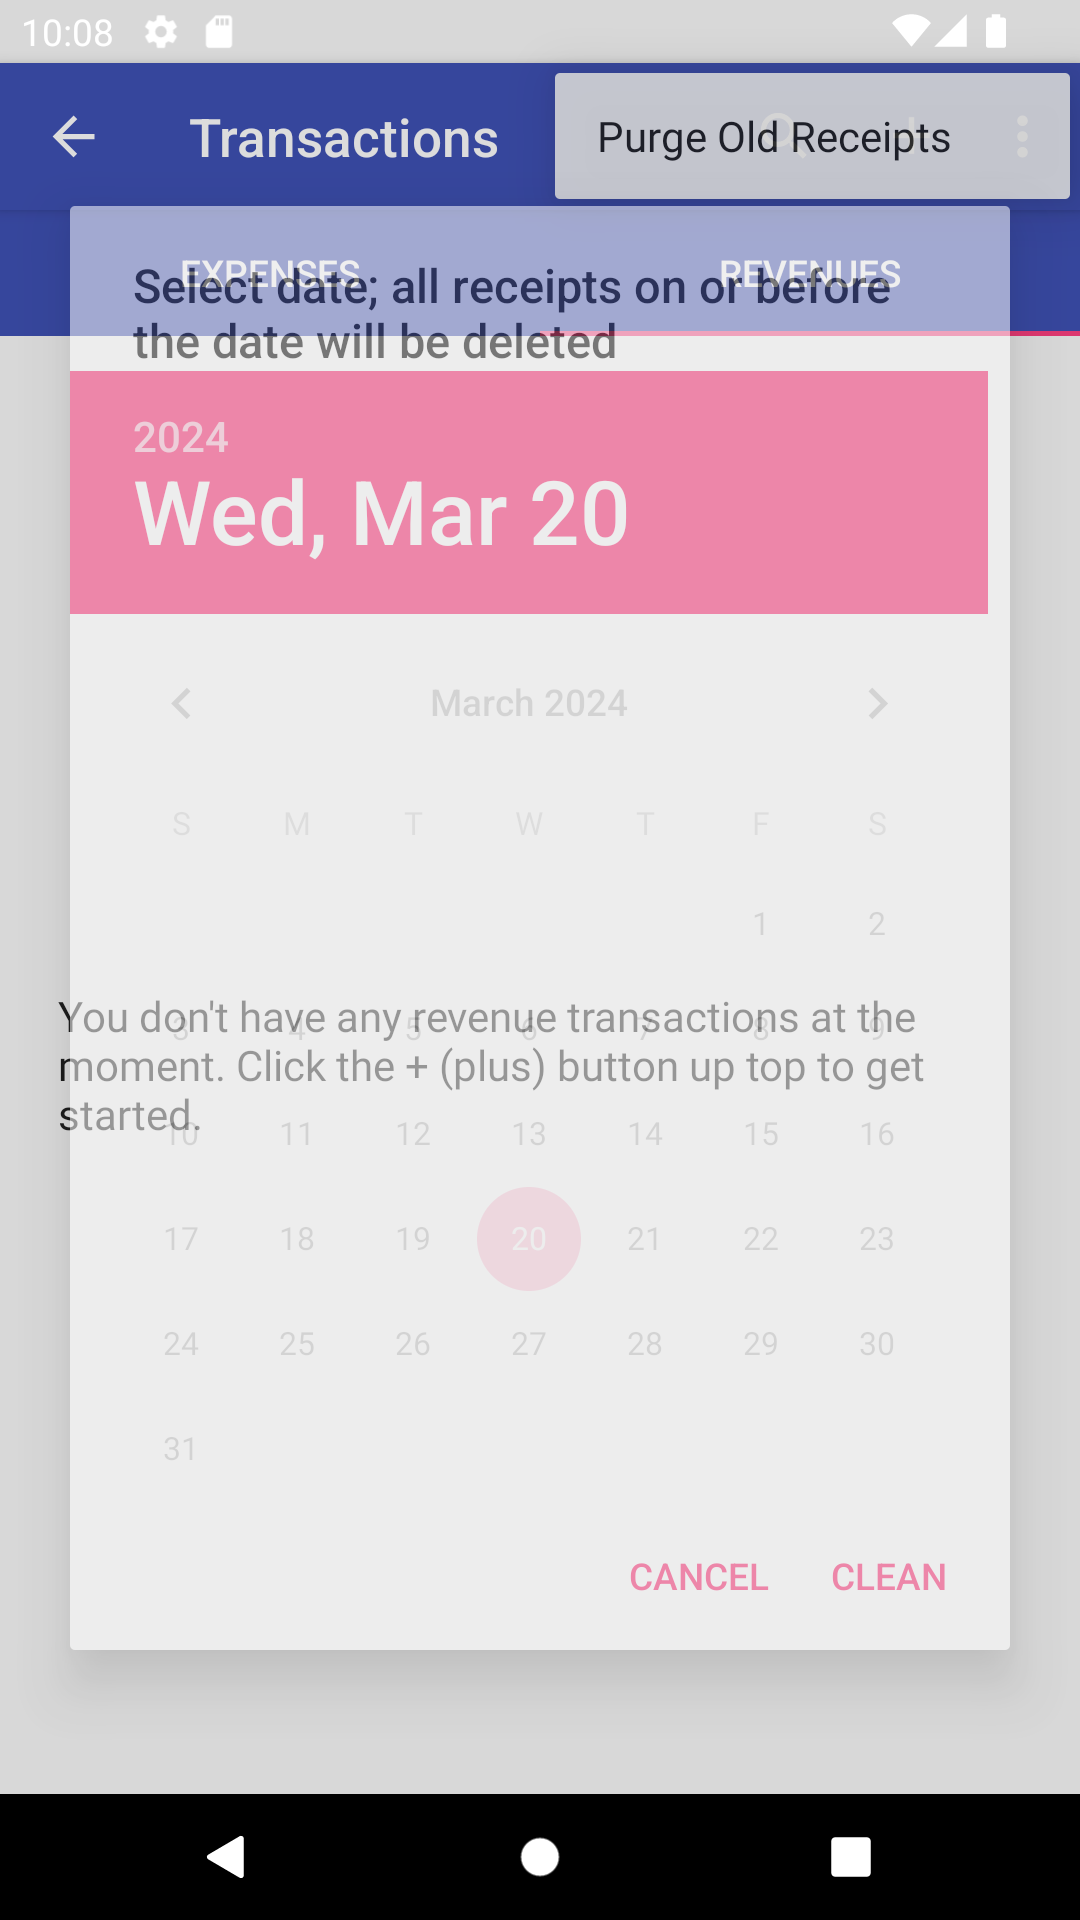 10:08
Transactions
Purge Old Receipts
EXPENSES
REVENUES
Select date; all receipts on or before
the date will be deleted
2024
Wed, Mar 20
March 2024
S M T W T F S
1 2
You don't have any revenue transactions at the
3 4 5 6 7 8 9
moment. Click the + (plus) button up top to get
started.
10 11 12 13 14 15 16
17 18 19 20 21 22 23
24 25 26 27 28 29 30
31
CANCEL CLEAN